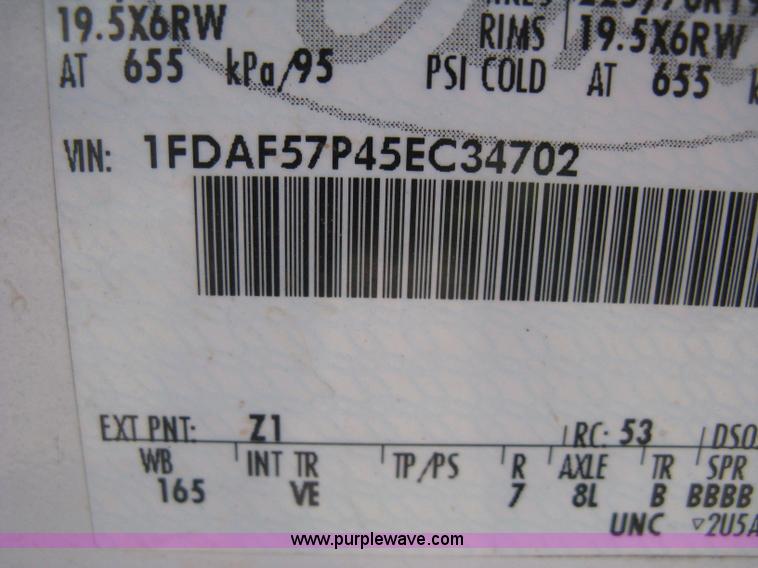 19.5X6RW RIMS 19.5X6RW
AT 655 kPa/95 PSI COLD AT 655
VIN: 1FDAF57P45EC34702
EXT PNT: Z1 RC: 53 DSO
WB INT TR TP/PS R AXLE TR SPR
165 VE 7 8L B BBBB
UNC ▽2U5A
www.purplewave.com